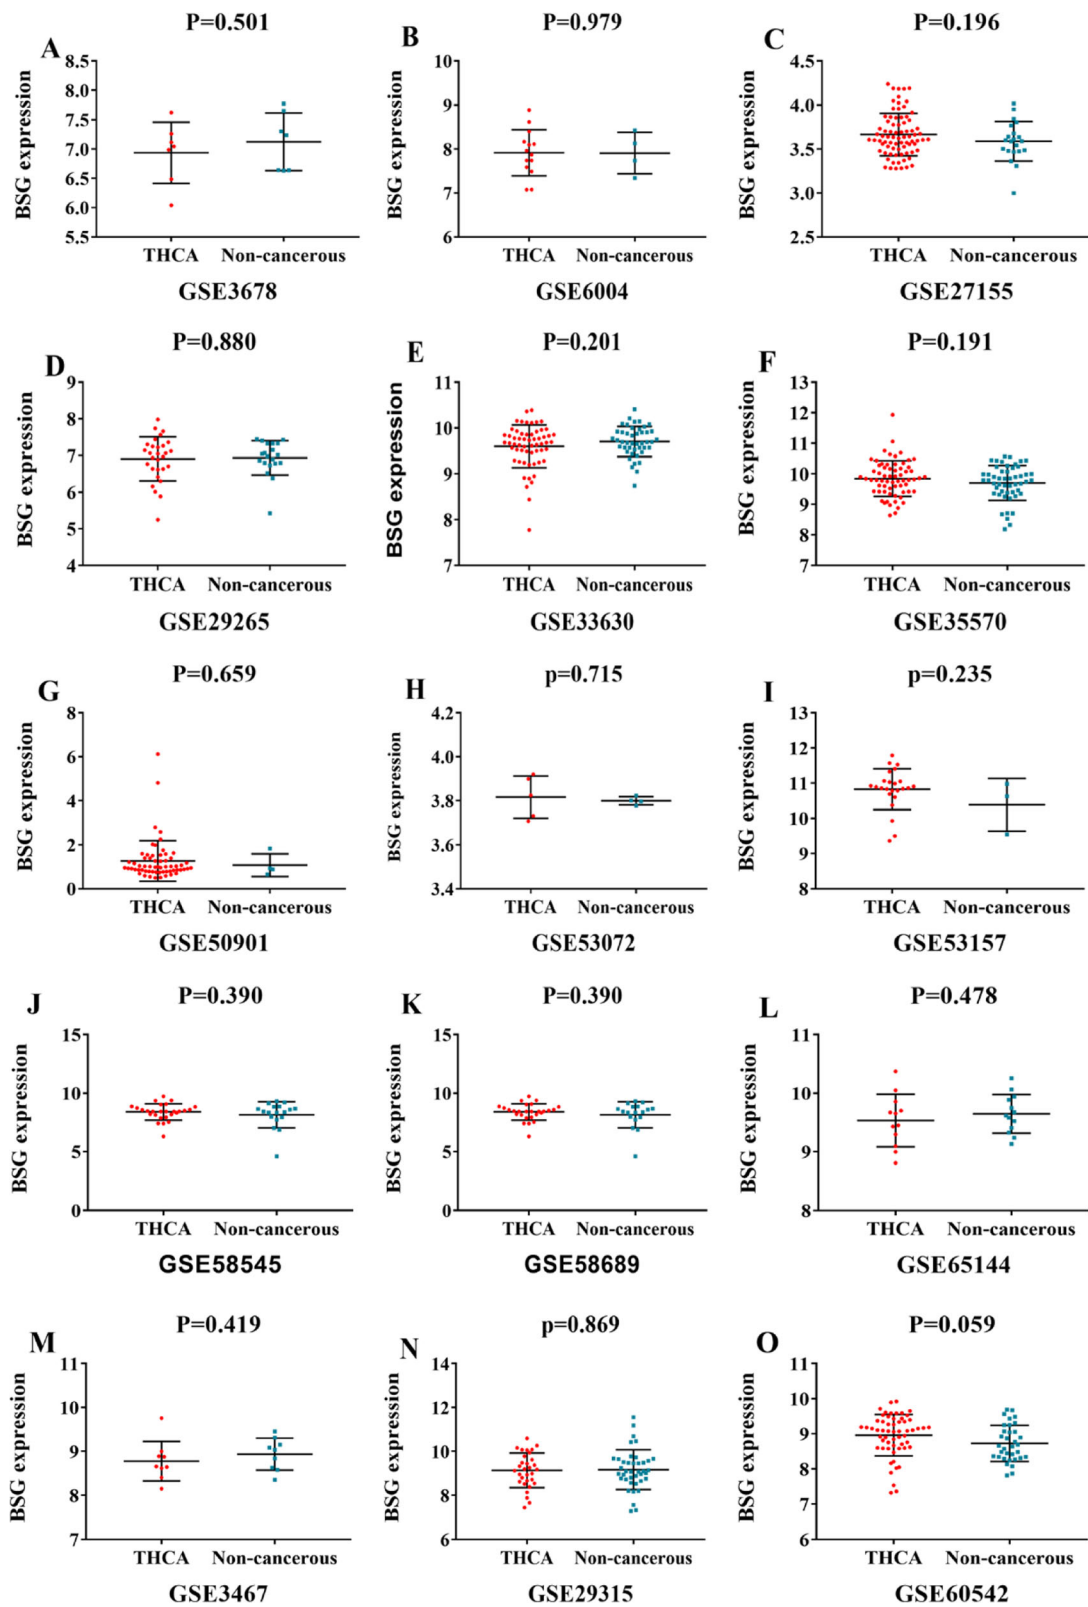 P=0.501
A
BSG expression
8.5
8.0
7.5
7.0
6.5
6.0
5.5
THCA Non-cancerous
GSE3678
P=0.979
B
BSG expression
10
9
8
7
6
THCA Non-cancerous
GSE6004
P=0.196
C
BSG expression
4.5
4.0
3.5
3.0
2.5
THCA Non-cancerous
GSE27155
P=0.880
D
BSG expression
9
8
7
6
5
4
THCA Non-cancerous
GSE29265
P=0.201
E
BSG expression
11
10
9
8
7
THCA Non-cancerous
GSE33630
P=0.191
F
BSG expression
13
12
11
10
9
8
7
THCA Non-cancerous
GSE35570
P=0.659
G
BSG expression
8
6
4
2
0
THCA Non-cancerous
GSE50901
p=0.715
H
BSG expression
4.2
4.0
3.8
3.6
3.4
THCA Non-cancerous
GSE53072
p=0.235
I
BSG expression
13
12
11
10
9
8
THCA Non-cancerous
GSE53157
P=0.390
J
BSG expression
15
10
5
0
THCA Non-cancerous
GSE58545
P=0.390
K
BSG expression
15
10
5
0
THCA Non-cancerous
GSE58689
P=0.478
L
BSG expression
11
10
9
8
THCA Non-cancerous
GSE65144
P=0.419
M
BSG expression
11
10
9
8
7
THCA Non-cancerous
GSE3467
p=0.869
N
BSG expression
14
12
10
8
6
THCA Non-cancerous
GSE29315
P=0.059
O
BSG expression
11
10
9
8
7
6
THCA Non-cancerous
GSE60542